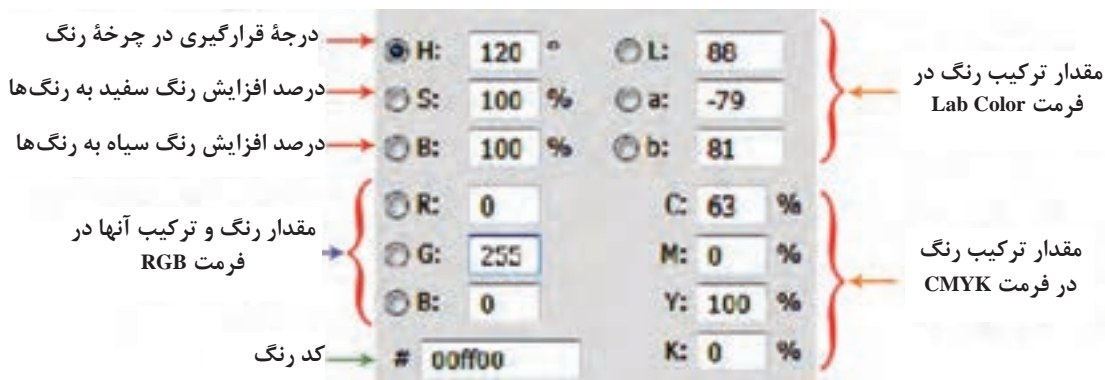 درجۀ قرارگیری در چرخۀ رنگ
درصد افزایش رنگ سفید به رنگ‌ها
درصد افزایش رنگ سیاه به رنگ‌ها
مقدار رنگ و ترکیب آنها در
فرمت RGB
کد رنگ
H: 120 °
S: 100 %
B: 100 %
R: 0
G: 255
B: 0
# 00ff00
L: 88
a: -79
b: 81
C: 63 %
M: 0 %
Y: 100 %
K: 0 %
مقدار ترکیب رنگ در
فرمت Lab Color
مقدار ترکیب رنگ
در فرمت CMYK